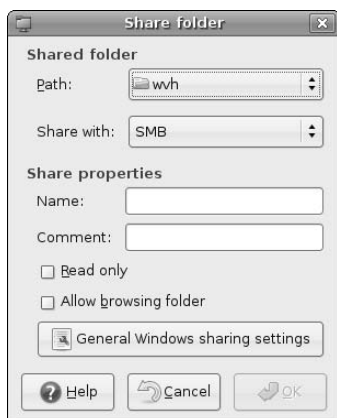 Share folder
Shared folder
Path: wvh
Share with: SMB
Share properties
Name:
Comment:
Read only
Allow browsing folder
General Windows sharing settings
Help Cancel OK